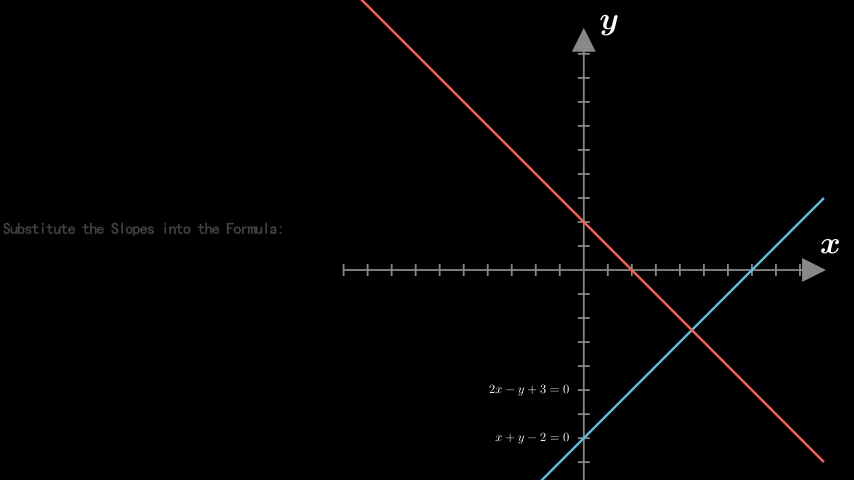 y
Substitute the Slopes into the Formula:
x
2x − y + 3 = 0
x + y − 2 = 0